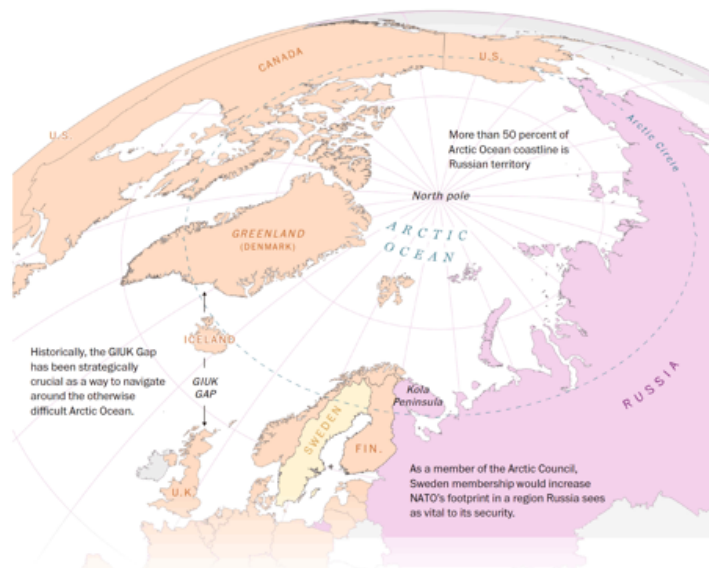 CANADA
U.S.
U.S.
Arctic Circle
More than 50 percent of
Arctic Ocean coastline is
Russian territory
North pole
GREENLAND
(DENMARK)
ARCTIC
OCEAN
ICELAND
Historically, the GIUK Gap
has been strategically
crucial as a way to navigate
around the otherwise
difficult Arctic Ocean.
GIUK
GAP
Kola
Peninsula
RUSSIA
SWEDEN
FIN.
U.K.
As a member of the Arctic Council,
Sweden membership would increase
NATO's footprint in a region Russia sees
as vital to its security.